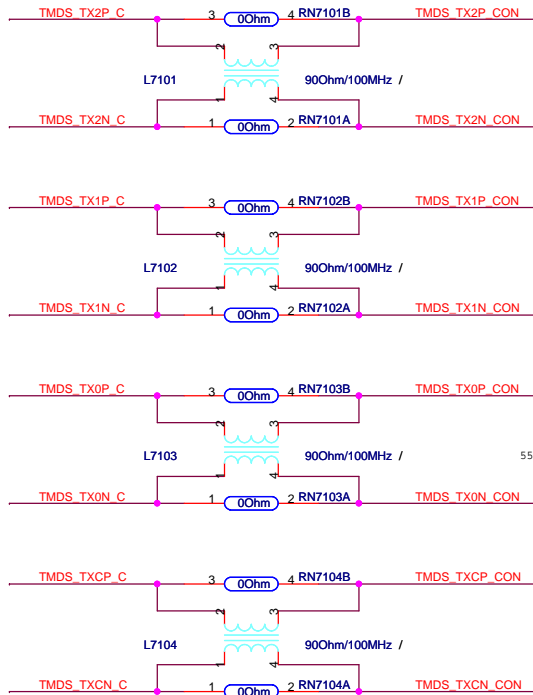 TMDS_TX2P_C 3 0Ohm 4 RN7101B TMDS_TX2P_CON
2 3
L7101 90Ohm/100MHz /
1 4
TMDS_TX2N_C 1 0Ohm 2 RN7101A TMDS_TX2N_CON
TMDS_TX1P_C 3 0Ohm 4 RN7102B TMDS_TX1P_CON
2 3
L7102 90Ohm/100MHz /
1 4
TMDS_TX1N_C 1 0Ohm 2 RN7102A TMDS_TX1N_CON
TMDS_TX0P_C 3 0Ohm 4 RN7103B TMDS_TX0P_CON
2 3
L7103 90Ohm/100MHz / 55
1 4
TMDS_TX0N_C 1 0Ohm 2 RN7103A TMDS_TX0N_CON
TMDS_TXCP_C 3 0Ohm 4 RN7104B TMDS_TXCP_CON
2 3
L7104 90Ohm/100MHz /
1 4
TMDS_TXCN_C 1 0Ohm 2 RN7104A TMDS_TXCN_CON